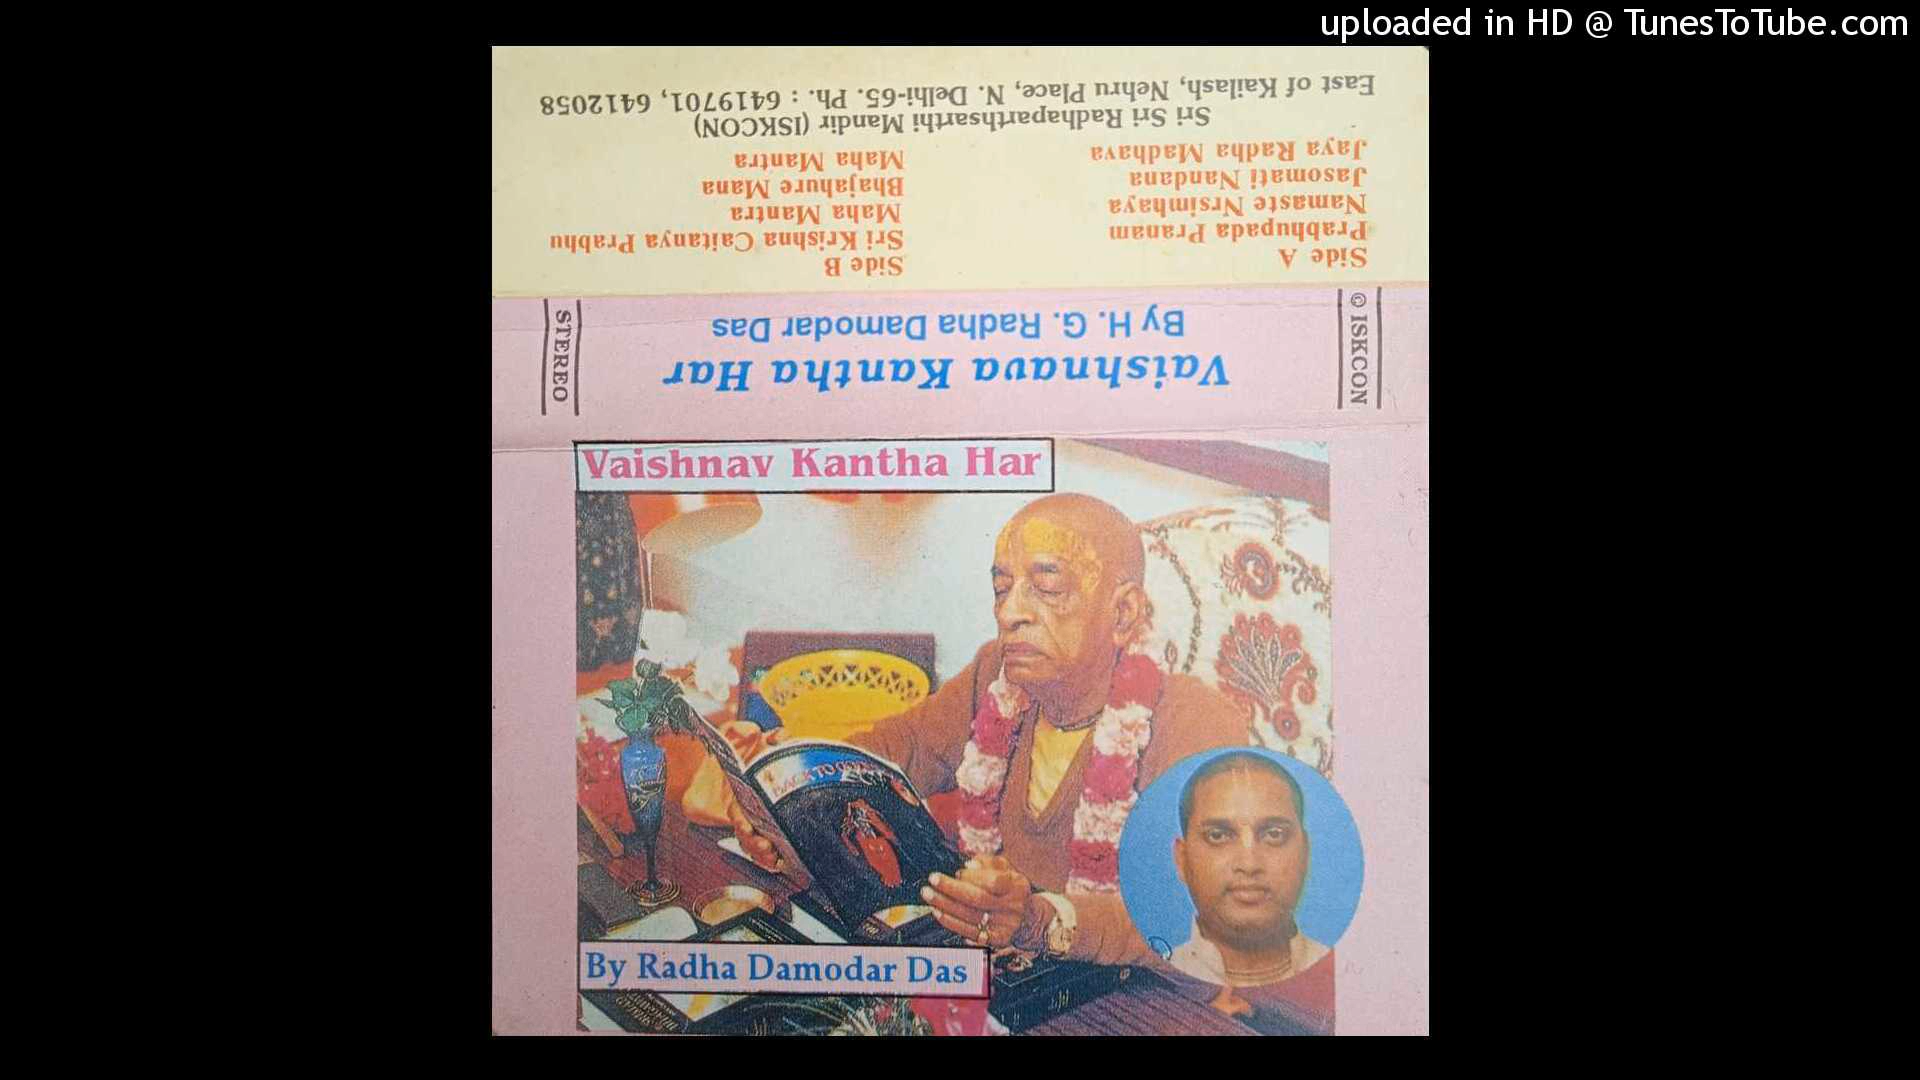 uploaded in HD @ TunesToTube.com
East of Kailash, Nehru Place, N. Delhi-65. Ph. : 6419701, 6412058
Sri Sri Radhaparthsarthi Mandir (ISKCON)
Side A
Prabhupada Pranam
Namaste Nrsimhaya
Jasomati Nandana
Jaya Radha Madhava
Side B
Sri Krishna Caitanya Prabhu
Maha Mantra
Bhajahure Mana
Maha Mantra
STEREO
Vaishnava Kantha Har
By H. G. Radha Damodar Das
© ISKCON
Vaishnav Kantha Har
BACK TO
By Radha Damodar Das